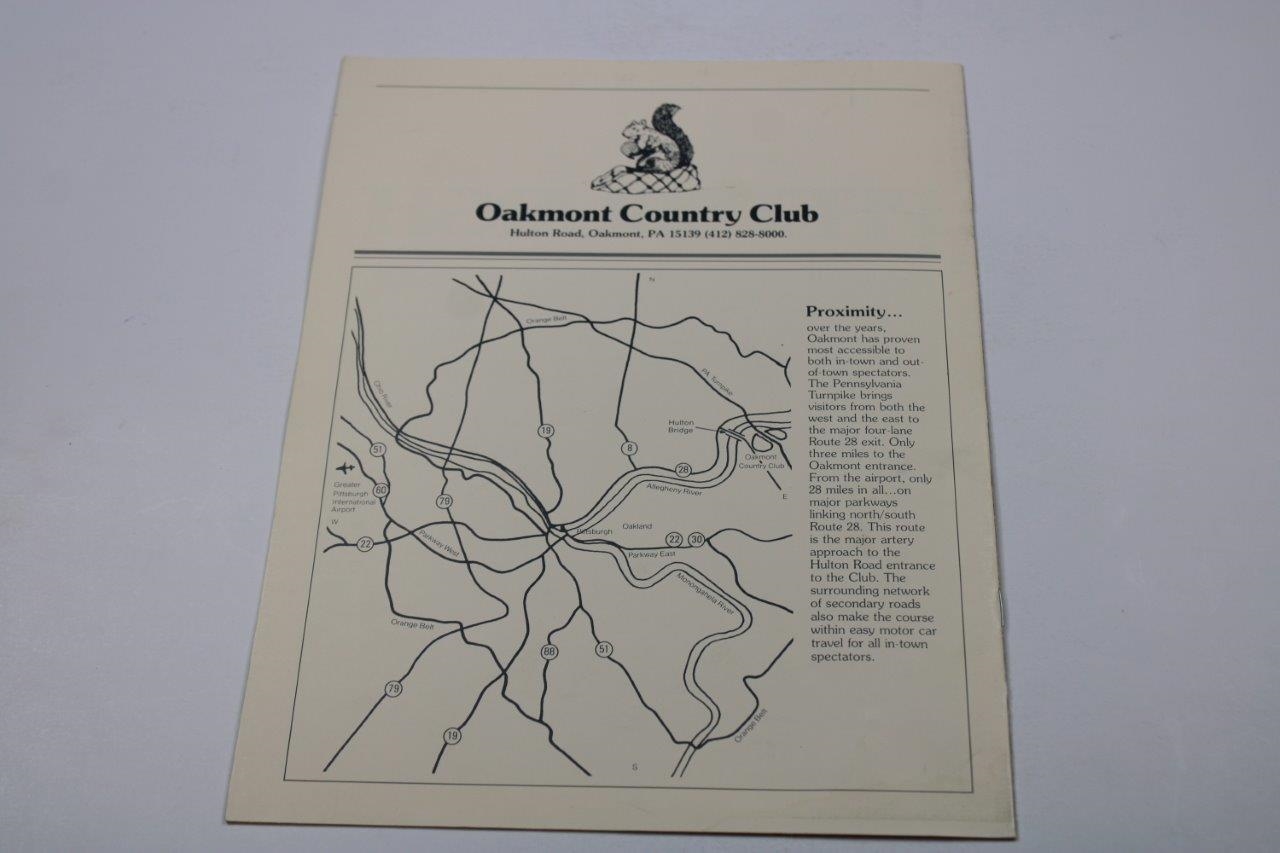 Oakmont Country Club
Hulton Road, Oakmont, PA 15139 (412) 828-8000.
N
Orange Belt
PA Turnpike
Ohio River
Hulton
Bridge
19
8
51
28
Oakmont
Country Club
Allegheny River
E
Greater
Pittsburgh
International
Airport
60
79
W
Pittsburgh
Oakland
22
Parkway West
22
30
Parkway East
Monongahela River
Orange Belt
88
51
79
19
Orange Belt
S
Proximity...
over the years,
Oakmont has proven
most accessible to
both in-town and out-
of-town spectators.
The Pennsylvania
Turnpike brings
visitors from both the
west and the east to
the major four-lane
Route 28 exit. Only
three miles to the
Oakmont entrance.
From the airport, only
28 miles in all...on
major parkways
linking north/south
Route 28. This route
is the major artery
approach to the
Hulton Road entrance
to the Club. The
surrounding network
of secondary roads
also make the course
within easy motor car
travel for all in-town
spectators.